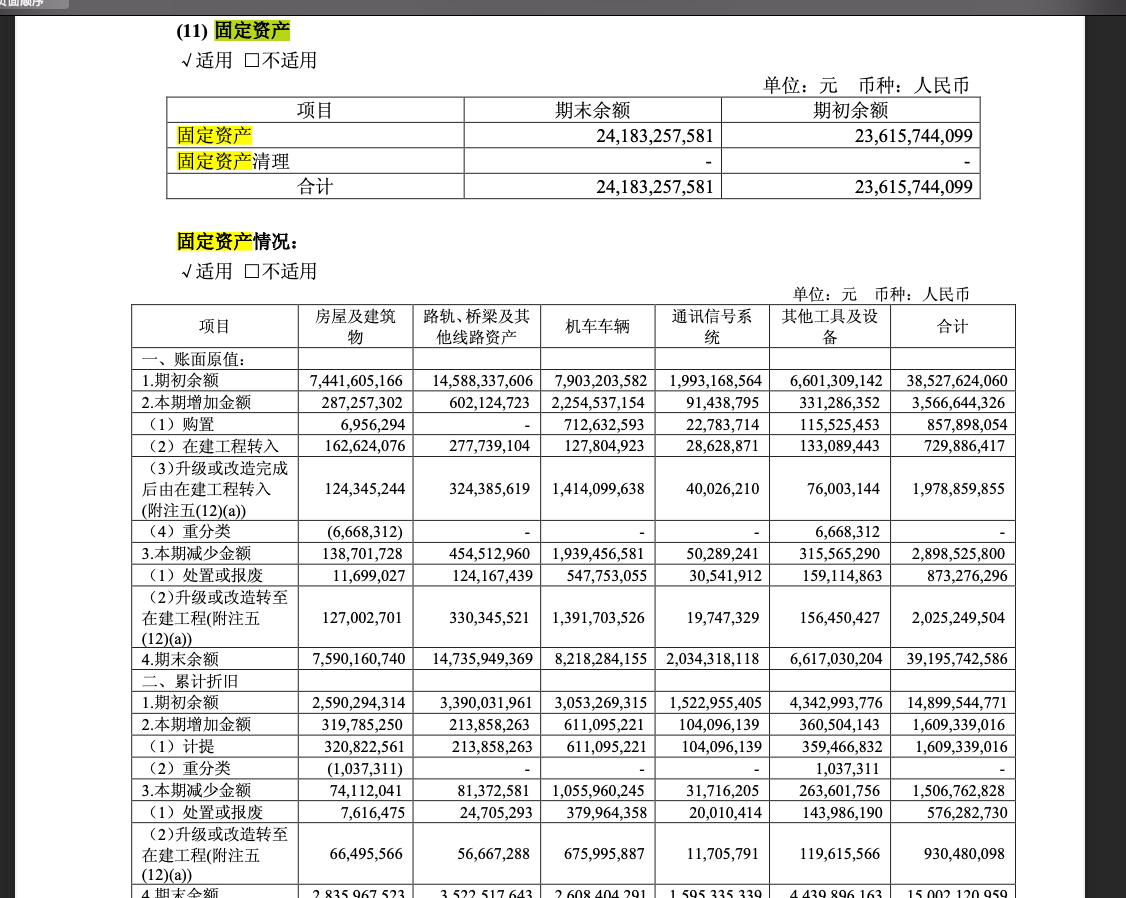 (11) 固定资产
√适用 □不适用
单位：元 币种：人民币
项目 期末余额 期初余额
固定资产 24,183,257,581 23,615,744,099
固定资产清理 - -
合计 24,183,257,581 23,615,744,099
固定资产情况：
√适用 □不适用
单位：元 币种：人民币
项目 房屋及建筑物 路轨、桥梁及其他线路资产 机车车辆 通讯信号系统 其他工具及设备 合计
一、账面原值：
1.期初余额 7,441,605,166 14,588,337,606 7,903,203,582 1,993,168,564 6,601,309,142 38,527,624,060
2.本期增加金额 287,257,302 602,124,723 2,254,537,154 91,438,795 331,286,352 3,566,644,326
（1）购置 6,956,294 - 712,632,593 22,783,714 115,525,453 857,898,054
（2）在建工程转入 162,624,076 277,739,104 127,804,923 28,628,871 133,089,443 729,886,417
（3)升级或改造完成后由在建工程转入(附注五(12)(a)) 124,345,244 324,385,619 1,414,099,638 40,026,210 76,003,144 1,978,859,855
（4）重分类 (6,668,312) - - - 6,668,312 -
3.本期减少金额 138,701,728 454,512,960 1,939,456,581 50,289,241 315,565,290 2,898,525,800
（1）处置或报废 11,699,027 124,167,439 547,753,055 30,541,912 159,114,863 873,276,296
（2)升级或改造转至在建工程(附注五(12)(a)) 127,002,701 330,345,521 1,391,703,526 19,747,329 156,450,427 2,025,249,504
4.期末余额 7,590,160,740 14,735,949,369 8,218,284,155 2,034,318,118 6,617,030,204 39,195,742,586
二、累计折旧
1.期初余额 2,590,294,314 3,390,031,961 3,053,269,315 1,522,955,405 4,342,993,776 14,899,544,771
2.本期增加金额 319,785,250 213,858,263 611,095,221 104,096,139 360,504,143 1,609,339,016
（1）计提 320,822,561 213,858,263 611,095,221 104,096,139 359,466,832 1,609,339,016
（2）重分类 (1,037,311) - - - 1,037,311 -
3.本期减少金额 74,112,041 81,372,581 1,055,960,245 31,716,205 263,601,756 1,506,762,828
（1）处置或报废 7,616,475 24,705,293 379,964,358 20,010,414 143,986,190 576,282,730
（2)升级或改造转至在建工程(附注五(12)(a)) 66,495,566 56,667,288 675,995,887 11,705,791 119,615,566 930,480,098
4.期末余额 2,835,967,523 3,522,517,643 2,608,404,291 1,595,335,339 4,439,896,163 15,002,120,959